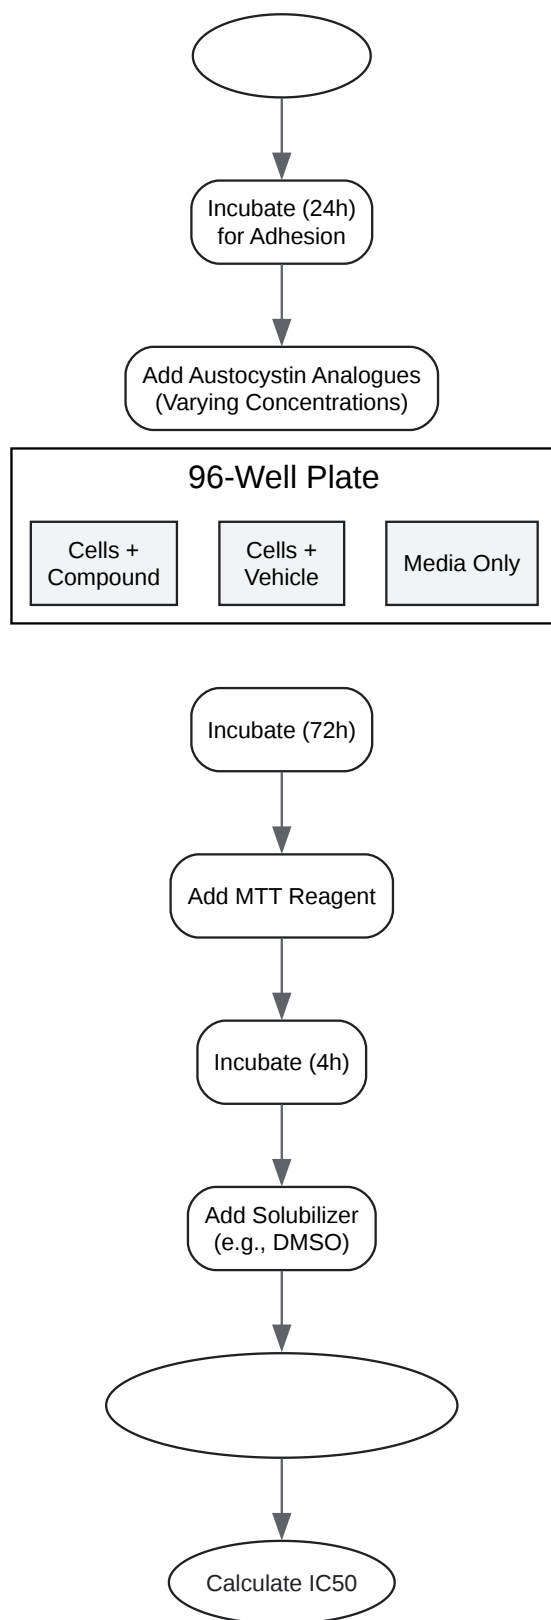 Incubate (24h)
for Adhesion
Add Austocystin Analogues
(Varying Concentrations)
96-Well Plate
Cells +
Compound
Cells +
Vehicle
Media Only
Incubate (72h)
Add MTT Reagent
Incubate (4h)
Add Solubilizer
(e.g., DMSO)
Calculate IC50